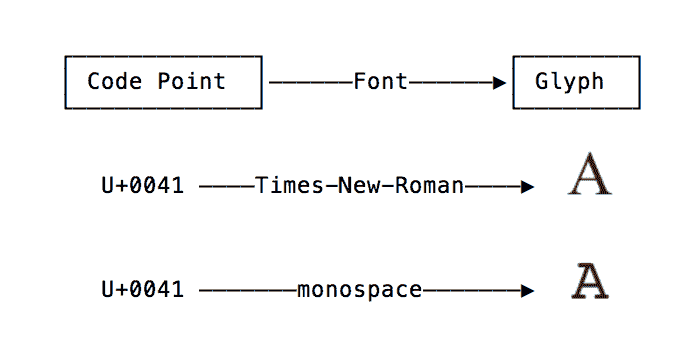 Code Point Font Glyph
U+0041 Times-New-Roman A
U+0041 monospace A